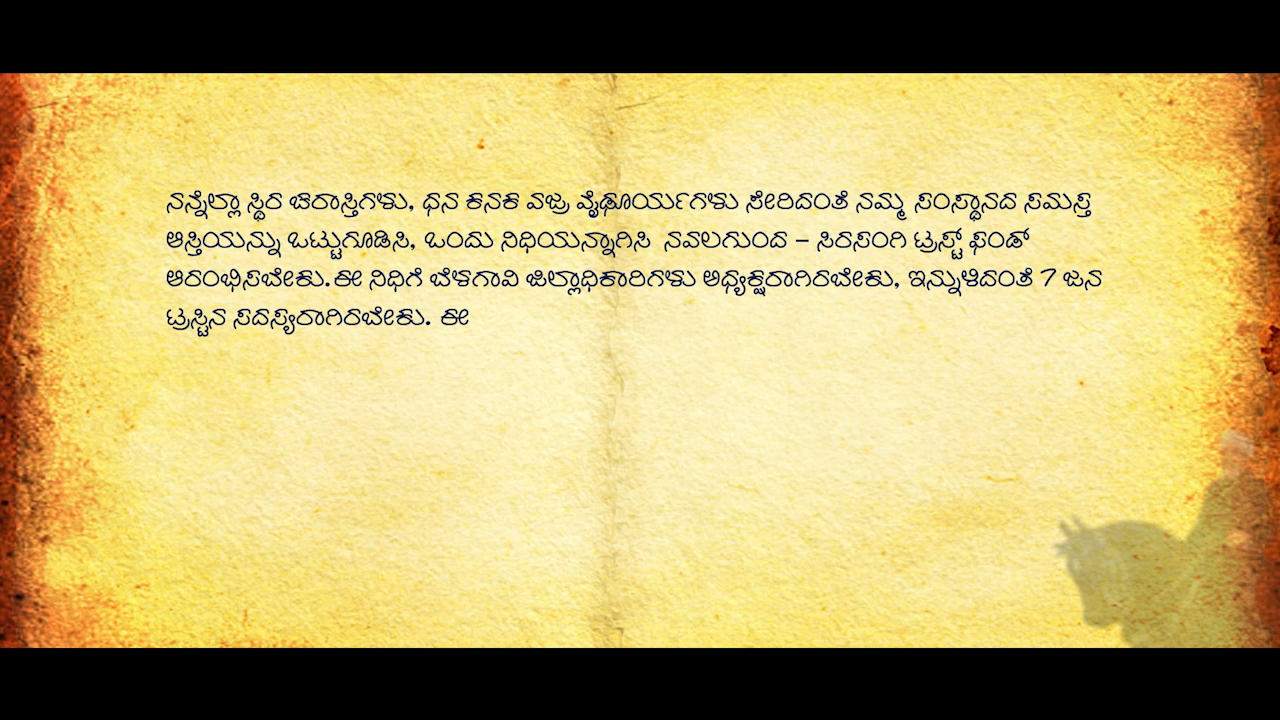 ನನ್ನೆಲ್ಲಾ ಸ್ಥಿರ ಚರಾಸ್ತಿಗಳು, ಧನ ಕನಕ ವಜ್ರ ವೈಢೂರ್ಯಗಳು ಸೇರಿದಂತೆ ನಮ್ಮ ಸಂಸ್ಥಾನದ ಸಮಸ್ತ
ಆಸ್ತಿಯನ್ನು ಒಟ್ಟುಗೂಡಿಸಿ, ಒಂದು ನಿಧಿಯನ್ನಾಗಿಸಿ ನವಲಗುಂದ – ಸಿರಸಂಗಿ ಟ್ರಸ್ಟ್ ಫಂಡ್
ಆರಂಭಿಸಬೇಕು.ಈ ನಿಧಿಗೆ ಬೆಳಗಾವಿ ಜಿಲ್ಲಾಧಿಕಾರಿಗಳು ಅಧ್ಯಕ್ಷರಾಗಿರಬೇಕು, ಇನ್ನುಳಿದಂತೆ 7 ಜನ
ಟ್ರಸ್ಟಿನ ಸದಸ್ಯರಾಗಿರಬೇಕು. ಈ